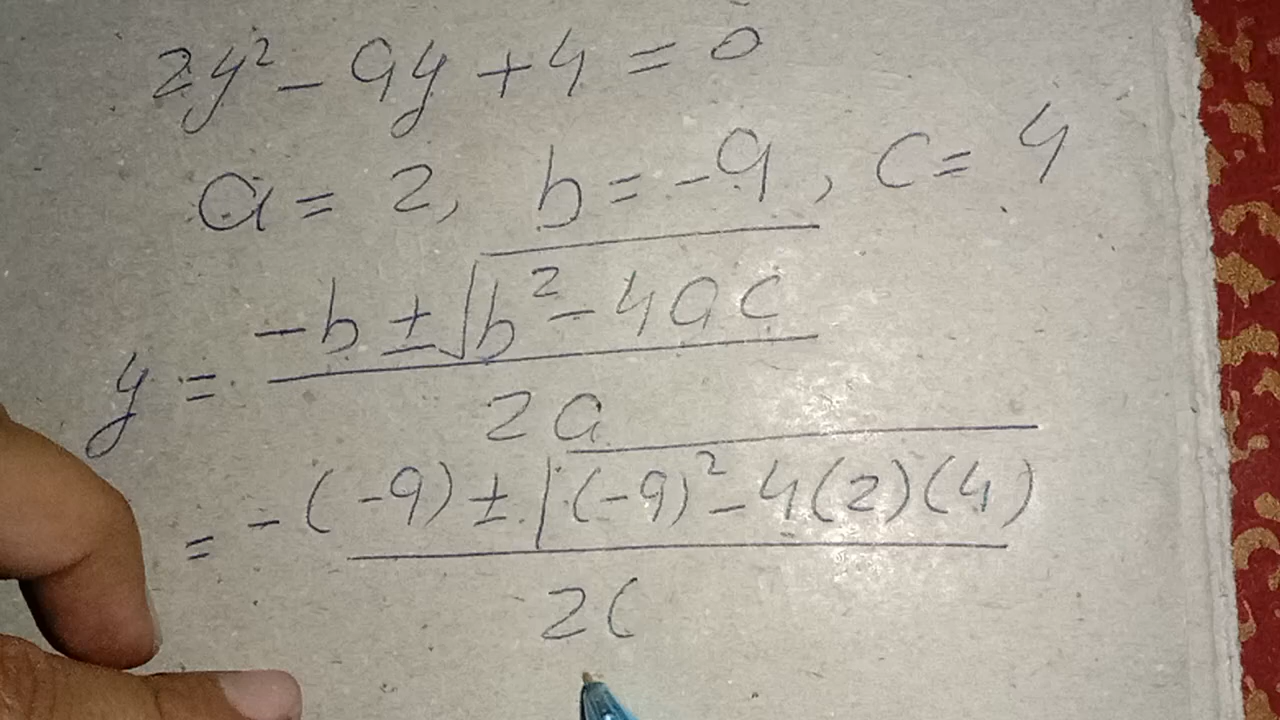 2y² - 9y + 4 = 0
a = 2, b = -9, c = 4
-b ± √b² - 4ac
y =
2a
= -(-9) ± √(-9)² - 4(2)(4)
2(